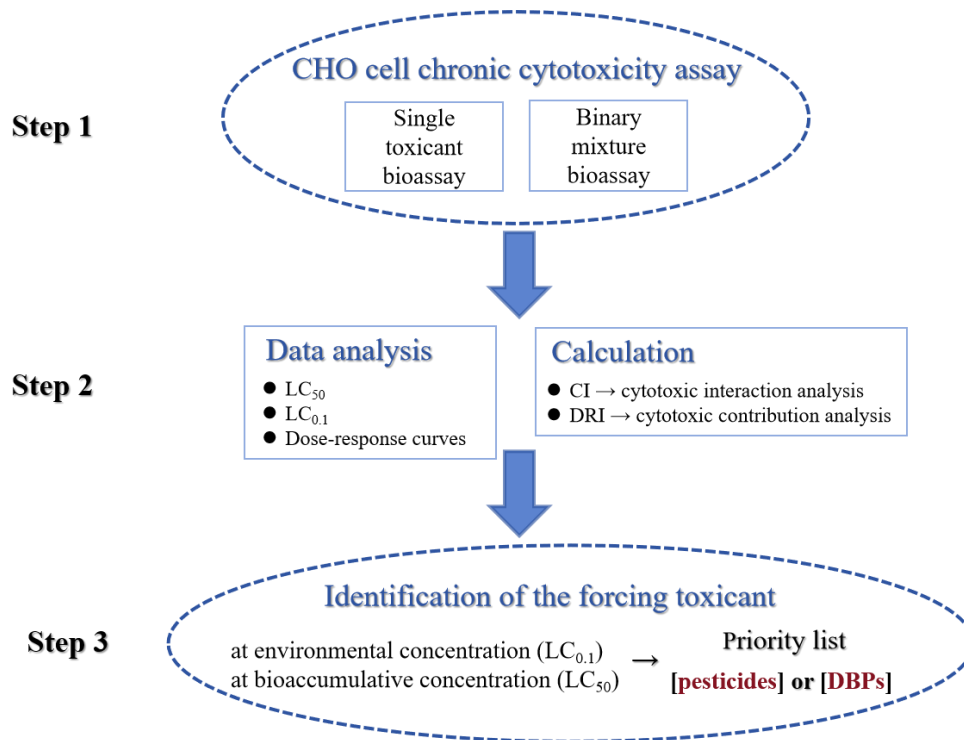 CHO cell chronic cytotoxicity assay
Step 1
Single
toxicant
bioassay
Binary
mixture
bioassay
Step 2
Data analysis
● LC₅₀
● LC₀.₁
● Dose-response curves
Calculation
● CI → cytotoxic interaction analysis
● DRI → cytotoxic contribution analysis
Step 3
Identification of the forcing toxicant
at environmental concentration (LC₀.₁)
at bioaccumulative concentration (LC₅₀)
→
Priority list
[pesticides] or [DBPs]